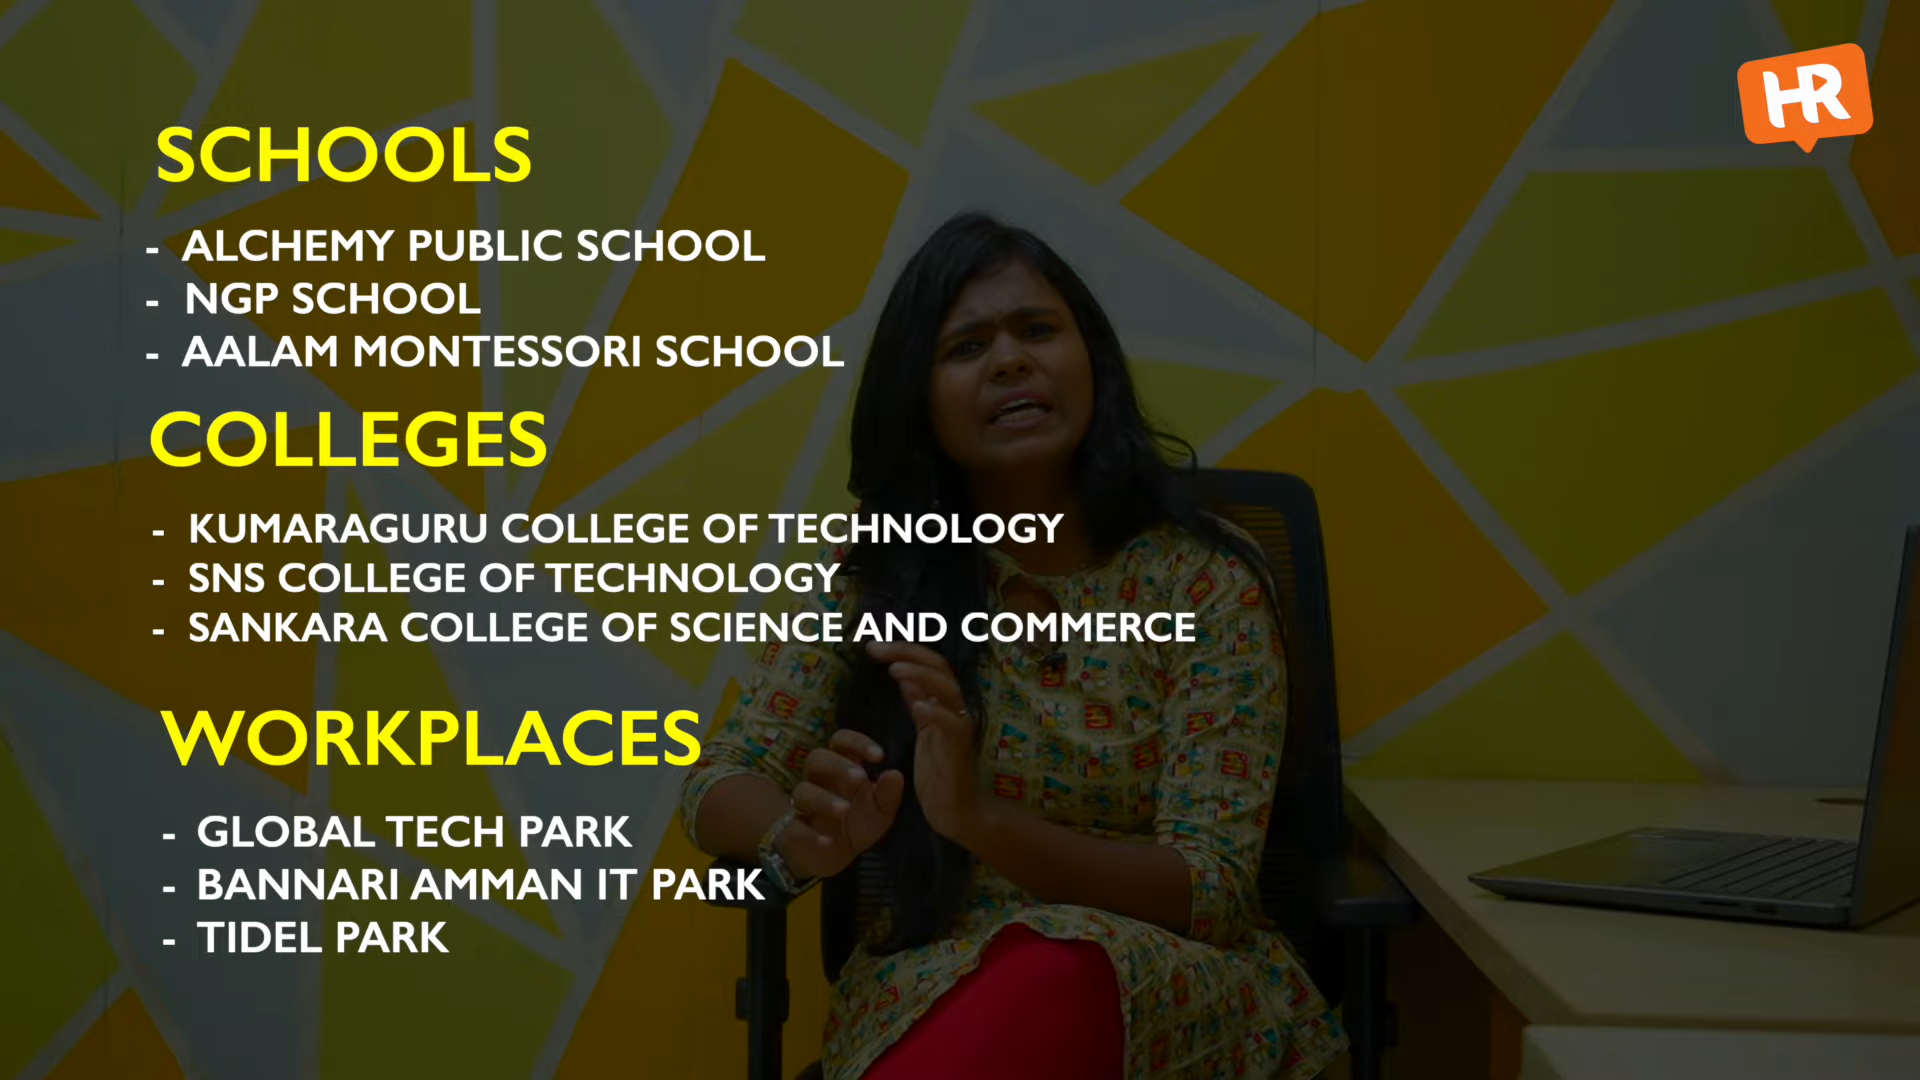 HR
SCHOOLS
- ALCHEMY PUBLIC SCHOOL
- NGP SCHOOL
- AALAM MONTESSORI SCHOOL
COLLEGES
- KUMARAGURU COLLEGE OF TECHNOLOGY
- SNS COLLEGE OF TECHNOLOGY
- SANKARA COLLEGE OF SCIENCE AND COMMERCE
WORKPLACES
- GLOBAL TECH PARK
- BANNARI AMMAN IT PARK
- TIDEL PARK